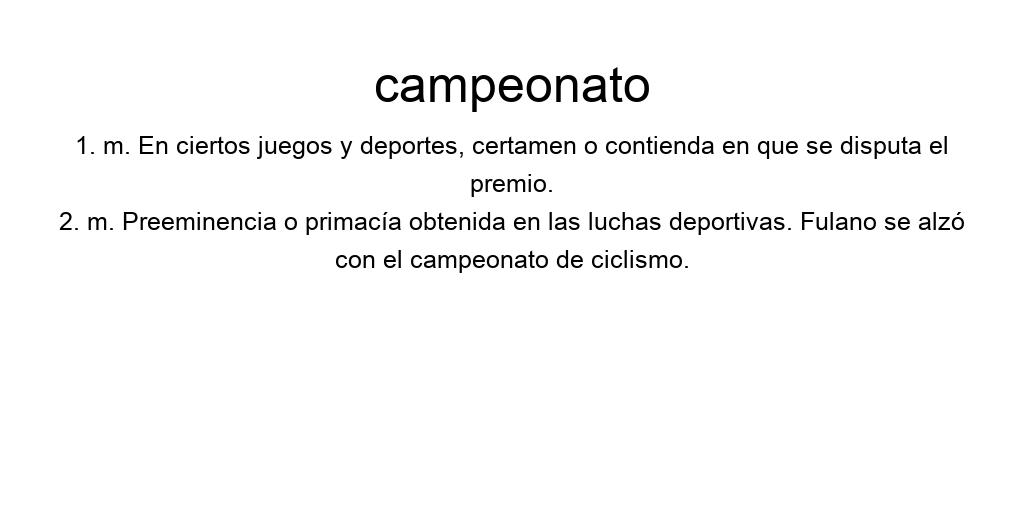 campeonato
1. m. En ciertos juegos y deportes, certamen o contienda en que se disputa el
premio.
2. m. Preeminencia o primacía obtenida en las luchas deportivas. Fulano se alzó
con el campeonato de ciclismo.